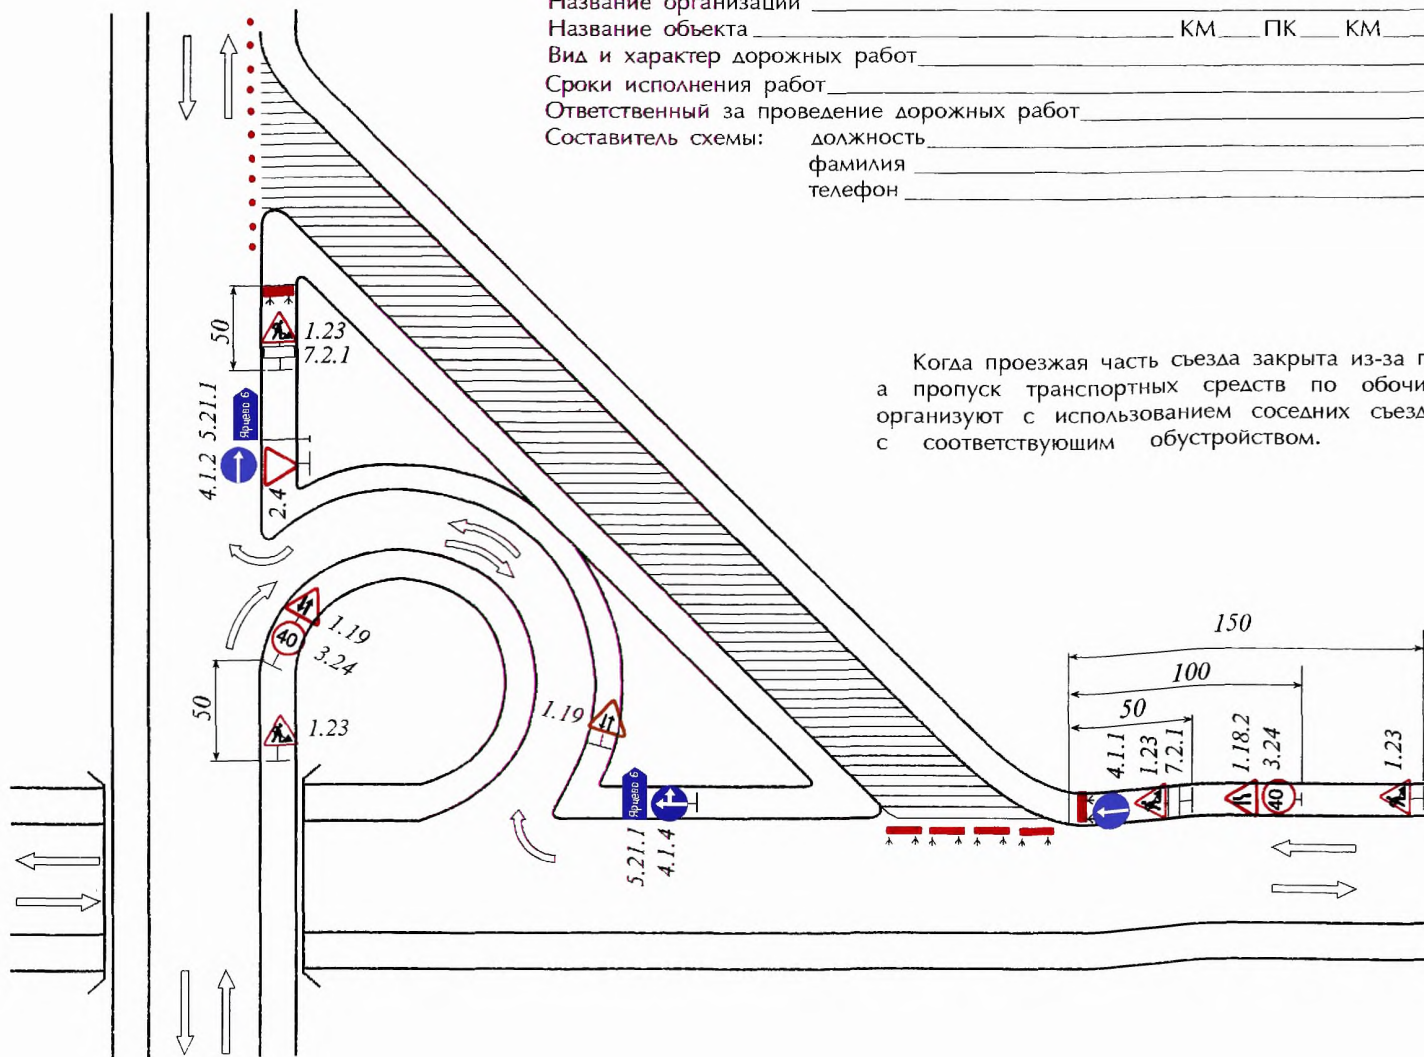 Название организации
Название объекта КМ ПК КМ
Вид и характер дорожных работ
Сроки исполнения работ
Ответственный за проведение дорожных работ
Составитель схемы: должность
фамилия
телефон
50
1.23
7.2.1
4.1.2 5.21.1
Ярцево 6
2.4
Когда проезжая часть съезда закрыта из-за
а пропуск транспортных средств по
организуют с использованием соседних
с соответствующим обустройством.
40
1.19
3.24
50
1.23
1.19
Ярцево 6
5.21.1
4.1.4
150
100
50
4.1.1
1.23
7.2.1
1.18.2
3.24
1.23
40